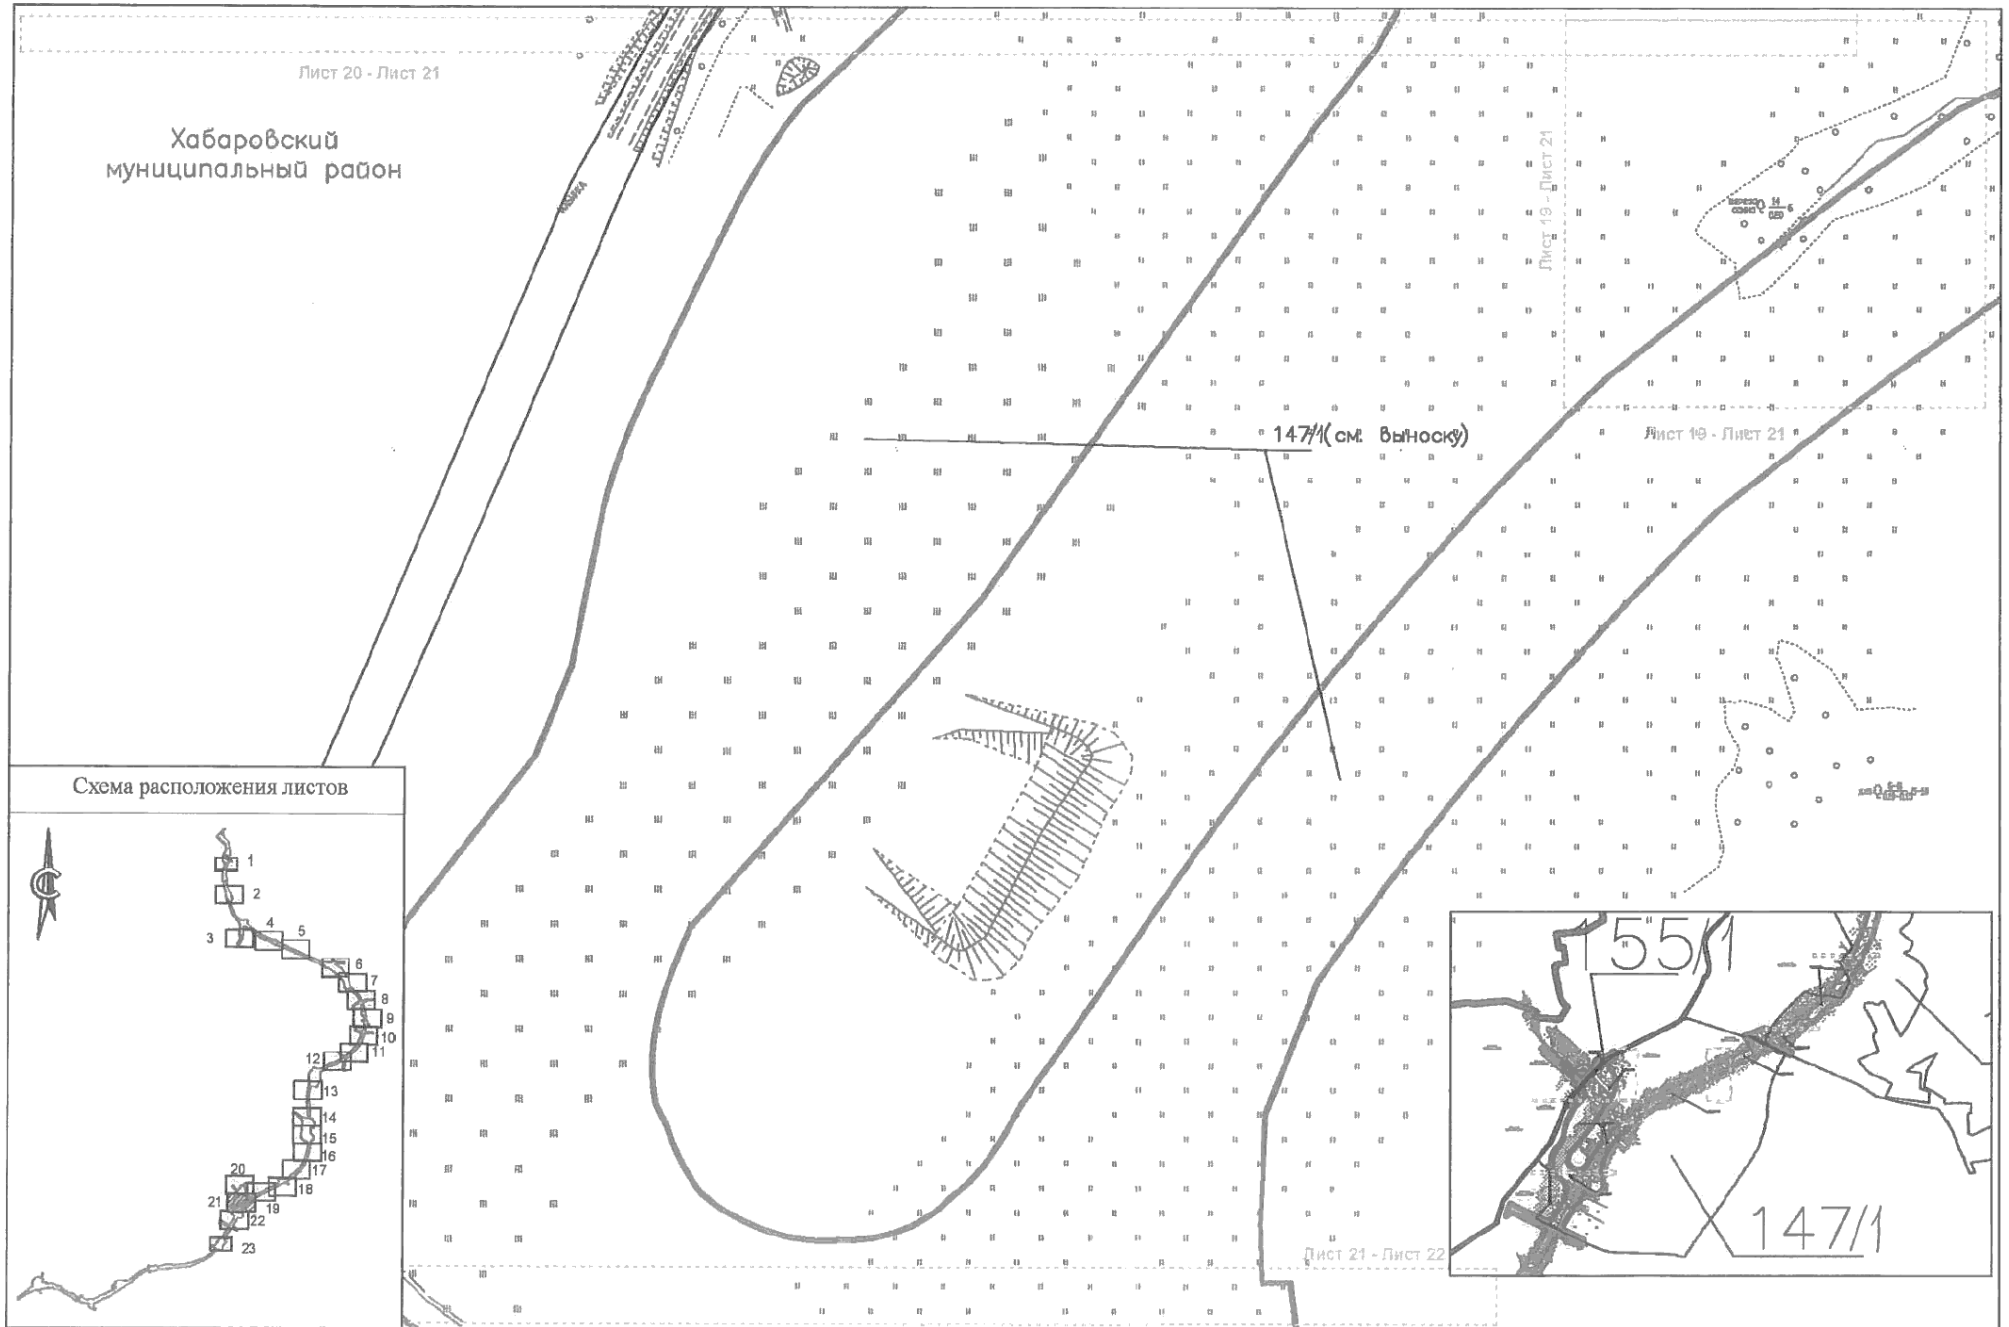 Лист 20 - Лист 21
Хабаровский
муниципальный район
Лист 19 - Лист 21
147/1(см. выноску)
Лист 19 - Лист 21
Схема расположения листов
С
1
2
3
4
5
6
7
8
9
10
11
12
13
14
15
16
17
18
19
20
21
22
23
155/1
147/1
Лист 21 - Лист 22